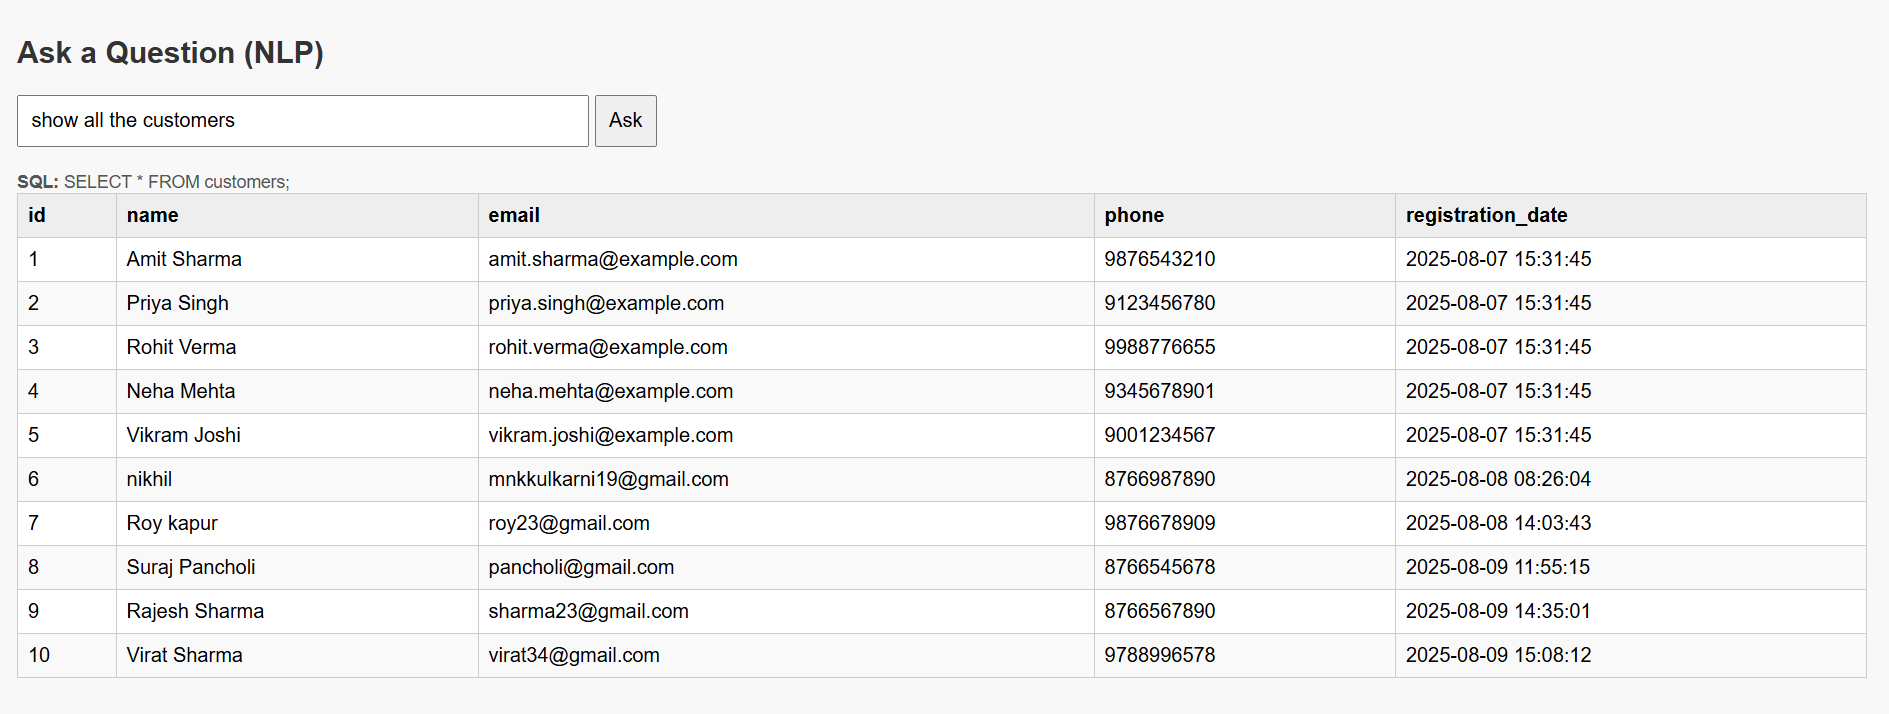 Ask a Question (NLP)
show all the customers Ask
SQL: SELECT * FROM customers;
id name email phone registration_date
1 Amit Sharma amit.sharma@example.com 9876543210 2025-08-07 15:31:45
2 Priya Singh priya.singh@example.com 9123456780 2025-08-07 15:31:45
3 Rohit Verma rohit.verma@example.com 9988776655 2025-08-07 15:31:45
4 Neha Mehta neha.mehta@example.com 9345678901 2025-08-07 15:31:45
5 Vikram Joshi vikram.joshi@example.com 9001234567 2025-08-07 15:31:45
6 nikhil mnkkulkarni19@gmail.com 8766987890 2025-08-08 08:26:04
7 Roy kapur roy23@gmail.com 9876678909 2025-08-08 14:03:43
8 Suraj Pancholi pancholi@gmail.com 8766545678 2025-08-09 11:55:15
9 Rajesh Sharma sharma23@gmail.com 8766567890 2025-08-09 14:35:01
10 Virat Sharma virat34@gmail.com 9788996578 2025-08-09 15:08:12